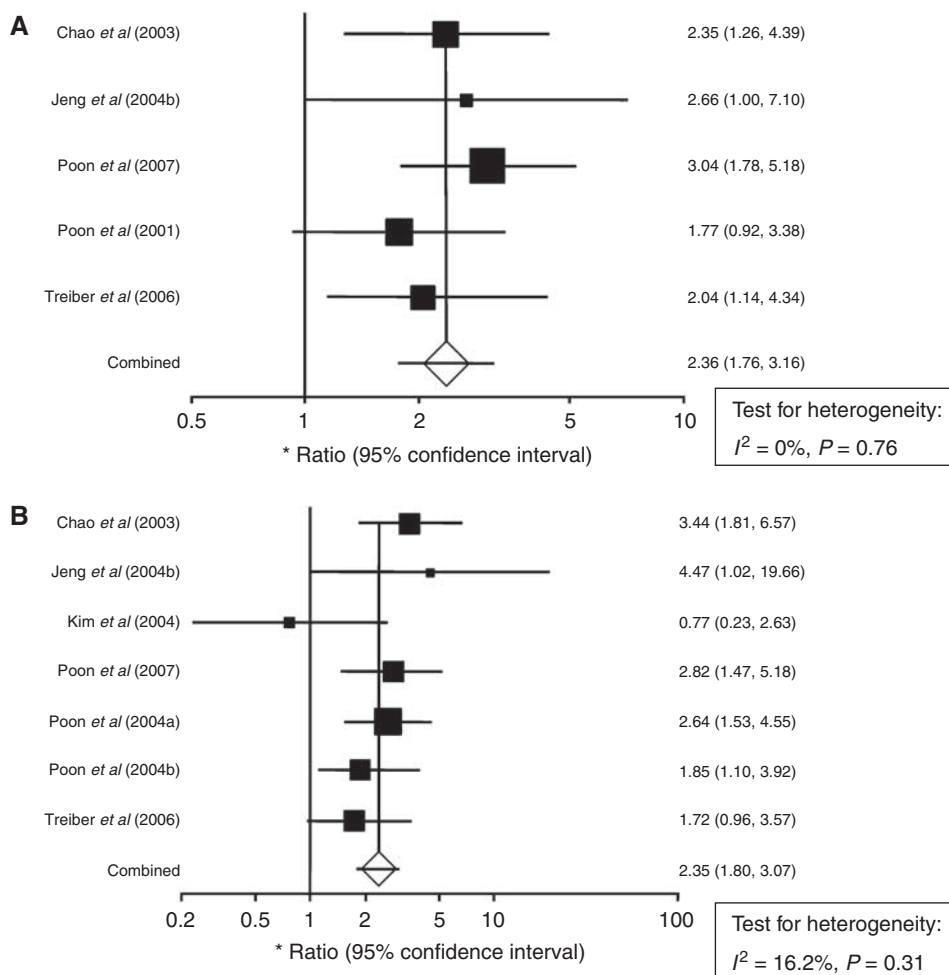 A
Chao et al (2003) 2.35 (1.26, 4.39)
Jeng et al (2004b) 2.66 (1.00, 7.10)
Poon et al (2007) 3.04 (1.78, 5.18)
Poon et al (2001) 1.77 (0.92, 3.38)
Treiber et al (2006) 2.04 (1.14, 4.34)
Combined 2.36 (1.76, 3.16)
0.5 1 2 5 10
* Ratio (95% confidence interval)
Test for heterogeneity:
I² = 0%, P = 0.76
B
Chao et al (2003) 3.44 (1.81, 6.57)
Jeng et al (2004b) 4.47 (1.02, 19.66)
Kim et al (2004) 0.77 (0.23, 2.63)
Poon et al (2007) 2.82 (1.47, 5.18)
Poon et al (2004a) 2.64 (1.53, 4.55)
Poon et al (2004b) 1.85 (1.10, 3.92)
Treiber et al (2006) 1.72 (0.96, 3.57)
Combined 2.35 (1.80, 3.07)
0.2 0.5 1 2 5 10 100
* Ratio (95% confidence interval)
Test for heterogeneity:
I² = 16.2%, P = 0.31